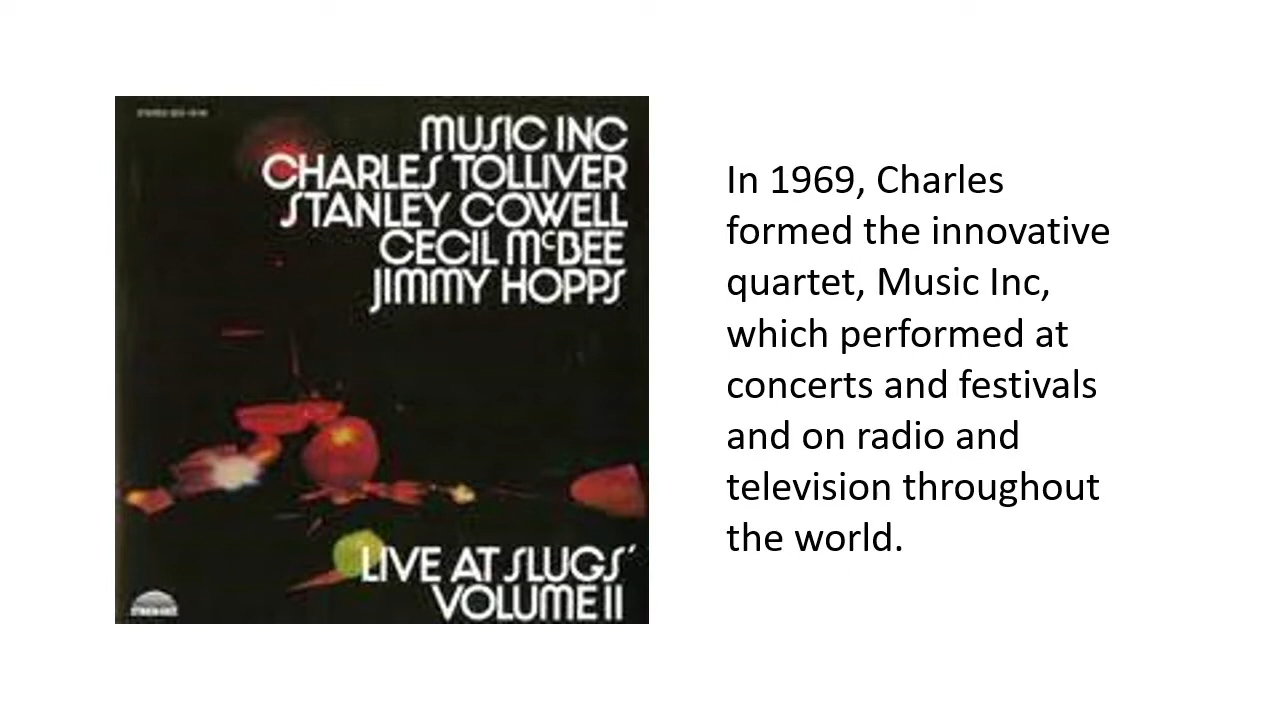 MUSIC INC
CHARLES TOLLIVER
STANLEY COWELL
CECIL McBEE
JIMMY HOPPS
LIVE AT SLUGS'
VOLUME II
In 1969, Charles
formed the innovative
quartet, Music Inc,
which performed at
concerts and festivals
and on radio and
television throughout
the world.